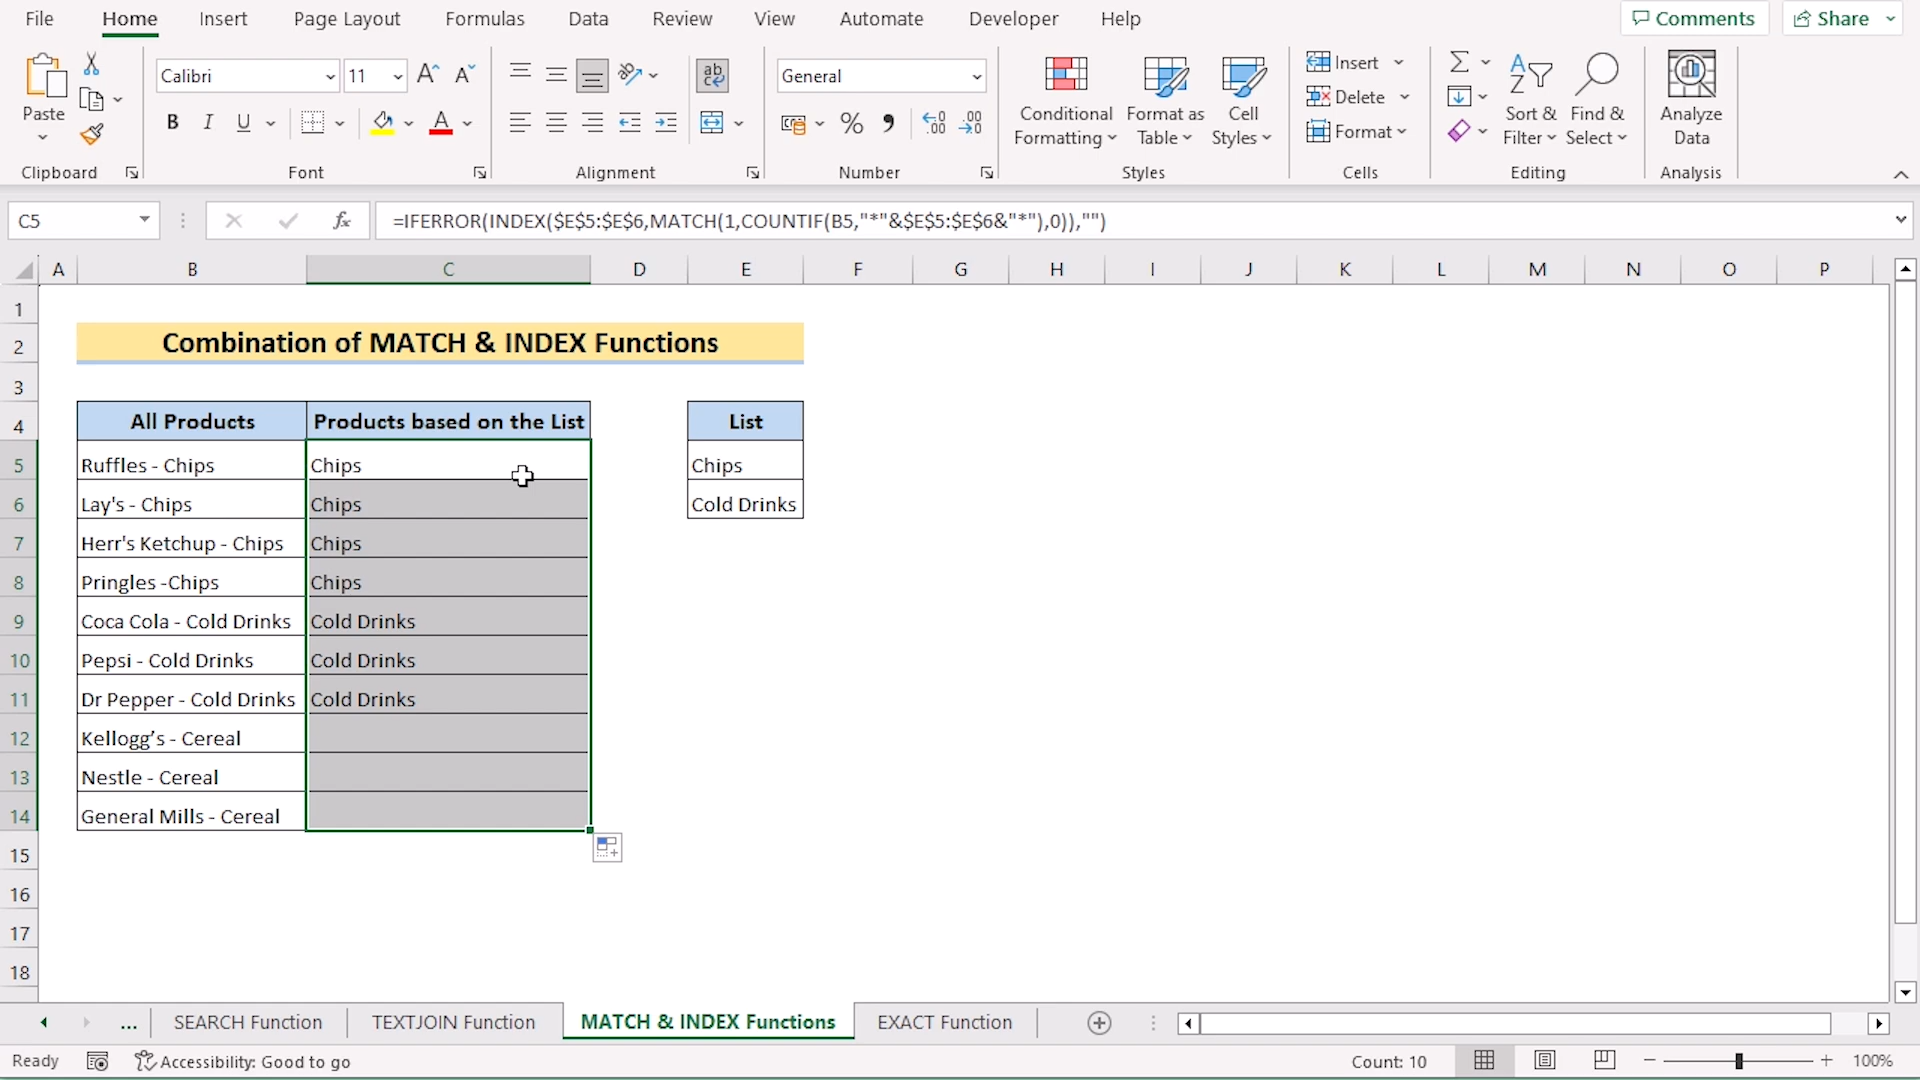 File Home Insert Page Layout Formulas Data Review View Automate Developer Help Comments Share
Calibri 11 General
Paste
B I U
Conditional Formatting
Format as Table
Cell Styles
Insert
Delete
Format
Sort & Filter
Find & Select
Analyze Data
Clipboard Font Alignment Number Styles Cells Editing Analysis
C5 fx =IFERROR(INDEX($E$5:$E$6,MATCH(1,COUNTIF(B5,"*"&$E$5:$E$6&"*"),0)),"")
A B C D E F G H I J K L M N O P
1
2 Combination of MATCH & INDEX Functions
3
4 All Products Products based on the List List
5 Ruffles - Chips Chips Chips
6 Lay's - Chips Chips Cold Drinks
7 Herr's Ketchup - Chips Chips
8 Pringles -Chips Chips
9 Coca Cola - Cold Drinks Cold Drinks
10 Pepsi - Cold Drinks Cold Drinks
11 Dr Pepper - Cold Drinks Cold Drinks
12 Kellogg’s - Cereal
13 Nestle - Cereal
14 General Mills - Cereal
15
16
17
18
... SEARCH Function TEXTJOIN Function MATCH & INDEX Functions EXACT Function
Ready Accessibility: Good to go Count: 10 100%